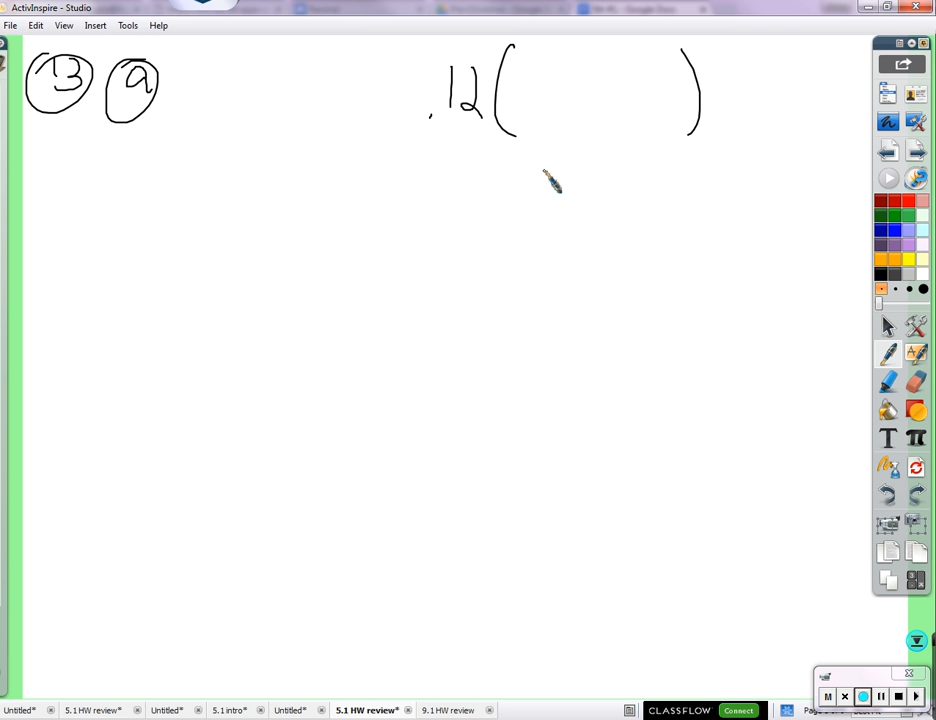 ActivInspire - Studio
File Edit View Insert Tools Help
13 a .12 ( )
T π
Untitled* 5.1 HW review* Untitled* 5.1 intro* Untitled* 5.1 HW review* 9.1 HW review CLASSFLOW Connect
M